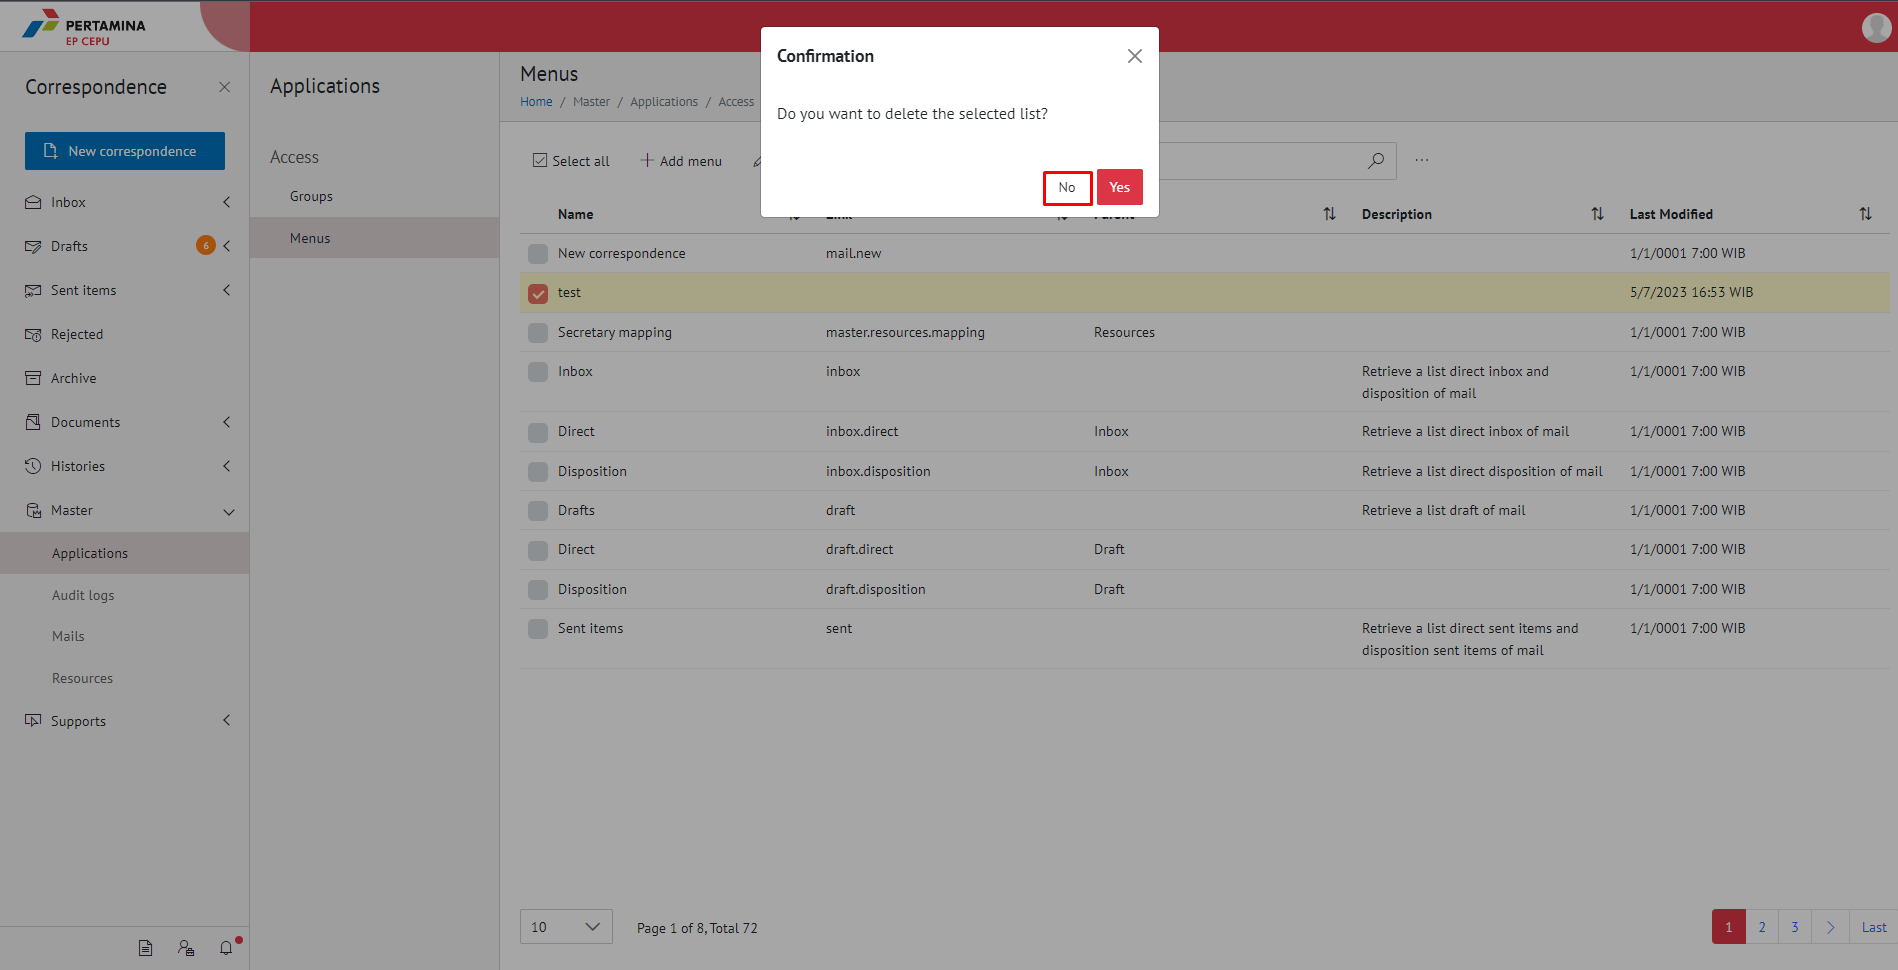 PERTAMINA
EP CEPU
Correspondence
New correspondence
Inbox
Drafts 6
Sent items
Rejected
Archive
Documents
Histories
Master
Applications
Audit logs
Mails
Resources
Supports
Applications
Access
Groups
Menus
Menus
Home / Master / Applications / Access
Confirmation
Do you want to delete the selected list?
No Yes
Select all Add menu ...
Name Description Last Modified
New correspondence mail.new 1/1/0001 7:00 WIB
test 5/7/2023 16:53 WIB
Secretary mapping master.resources.mapping Resources 1/1/0001 7:00 WIB
Inbox inbox Retrieve a list direct inbox and 1/1/0001 7:00 WIB
disposition of mail
Direct inbox.direct Inbox Retrieve a list direct inbox of mail 1/1/0001 7:00 WIB
Disposition inbox.disposition Inbox Retrieve a list direct disposition of mail 1/1/0001 7:00 WIB
Drafts draft Retrieve a list draft of mail 1/1/0001 7:00 WIB
Direct draft.direct Draft 1/1/0001 7:00 WIB
Disposition draft.disposition Draft 1/1/0001 7:00 WIB
Sent items sent Retrieve a list direct sent items and 1/1/0001 7:00 WIB
disposition sent items of mail
10 Page 1 of 8, Total 72 1 2 3 Last